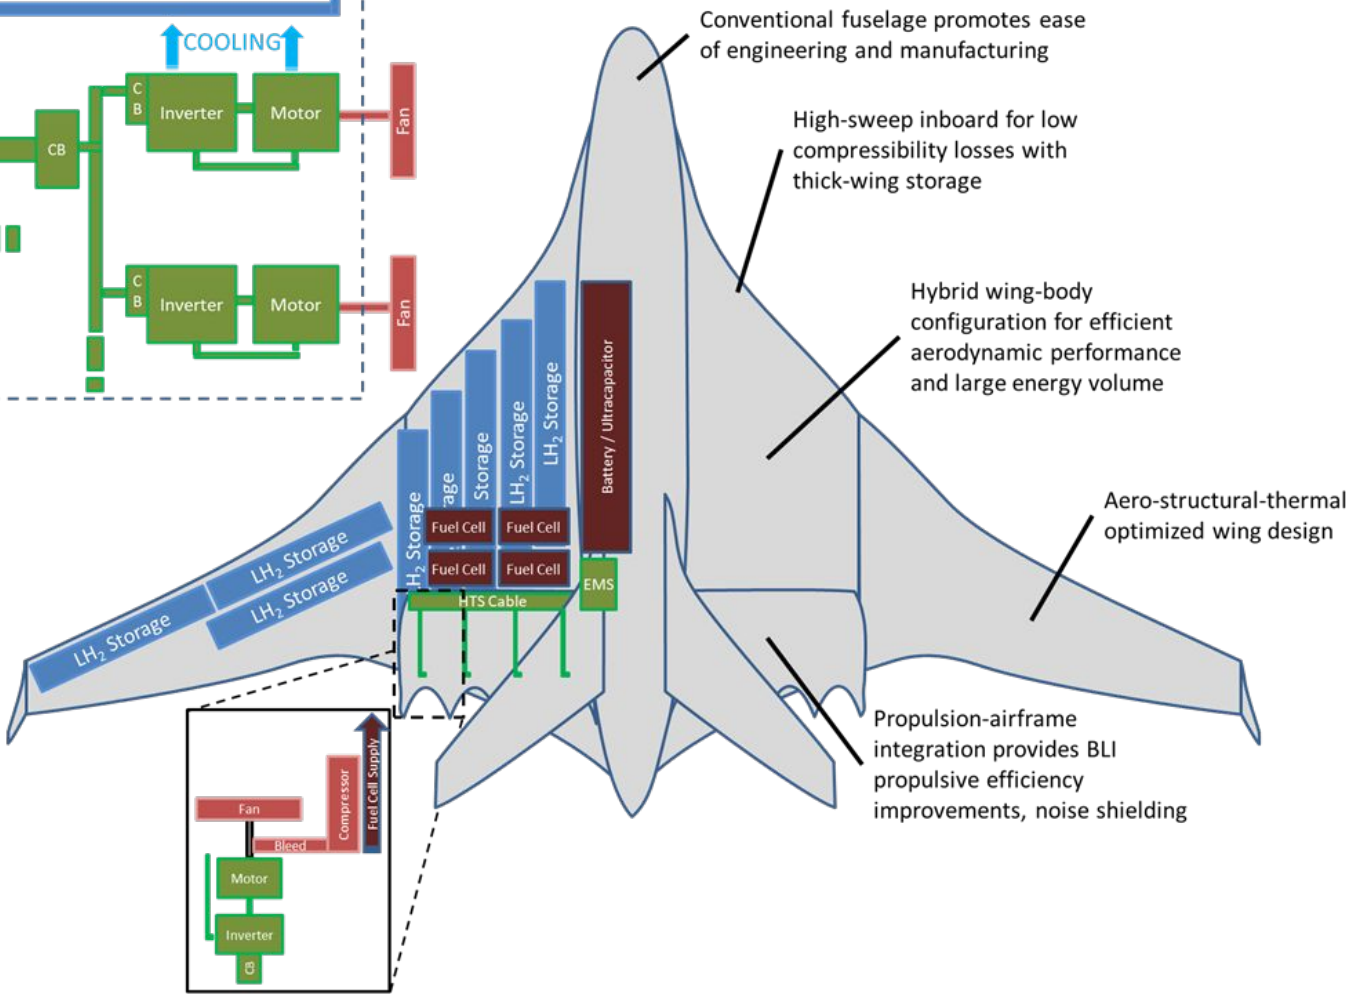 COOLING
C
B
Inverter
Motor
Fan
CB
C
B
Inverter
Motor
Fan
Conventional fuselage promotes ease
of engineering and manufacturing
High-sweep inboard for low
compressibility losses with
thick-wing storage
Hybrid wing-body
configuration for efficient
aerodynamic performance
and large energy volume
Aero-structural-thermal
optimized wing design
Propulsion-airframe
integration provides BLI
propulsive efficiency
improvements, noise shielding
LH₂ Storage
LH₂ Storage
LH₂ Storage
H₂ Storage
age
Storage
LH₂ Storage
LH₂ Storage
Battery / Ultracapacitor
Fuel Cell
Fuel Cell
Fuel Cell
Fuel Cell
EMS
HTS Cable
Fan
Bleed
Compressor
Fuel Cell Supply
Motor
Inverter
CB